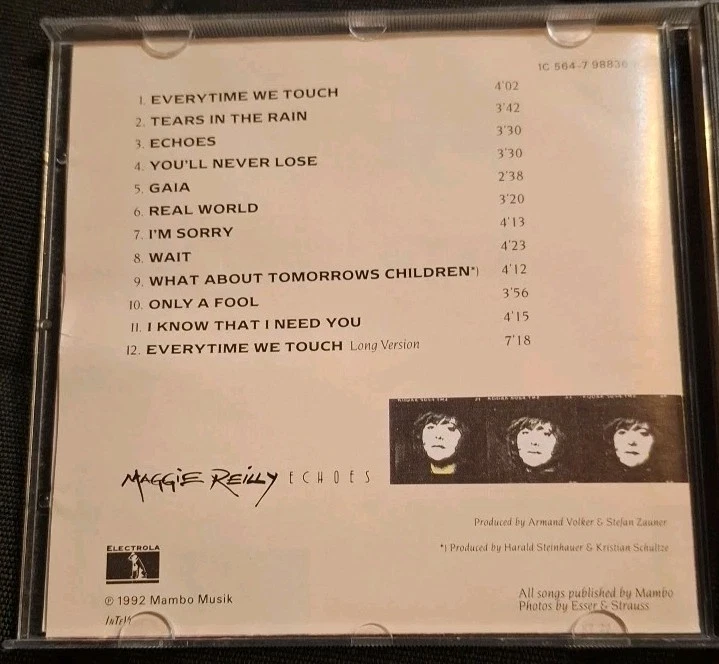 1C 564-7 98836
1. EVERYTIME WE TOUCH 4'02
2. TEARS IN THE RAIN 3'42
3. ECHOES 3'30
4. YOU'LL NEVER LOSE 3'30
5. GAIA 2'38
6. REAL WORLD 3'20
7. I'M SORRY 4'13
8. WAIT 4'23
9. WHAT ABOUT TOMORROWS CHILDREN*) 4'12
10. ONLY A FOOL 3'56
11. I KNOW THAT I NEED YOU 4'15
12. EVERYTIME WE TOUCH Long Version 7'18
MAGGIE REILLY ECHOES
Produced by Armand Volker & Stefan Zauner
*) Produced by Harald Steinhauer & Kristian Schultze
ELECTROLA
℗ 1992 Mambo Musik
All songs published by Mambo
Photos by Esser & Strauss